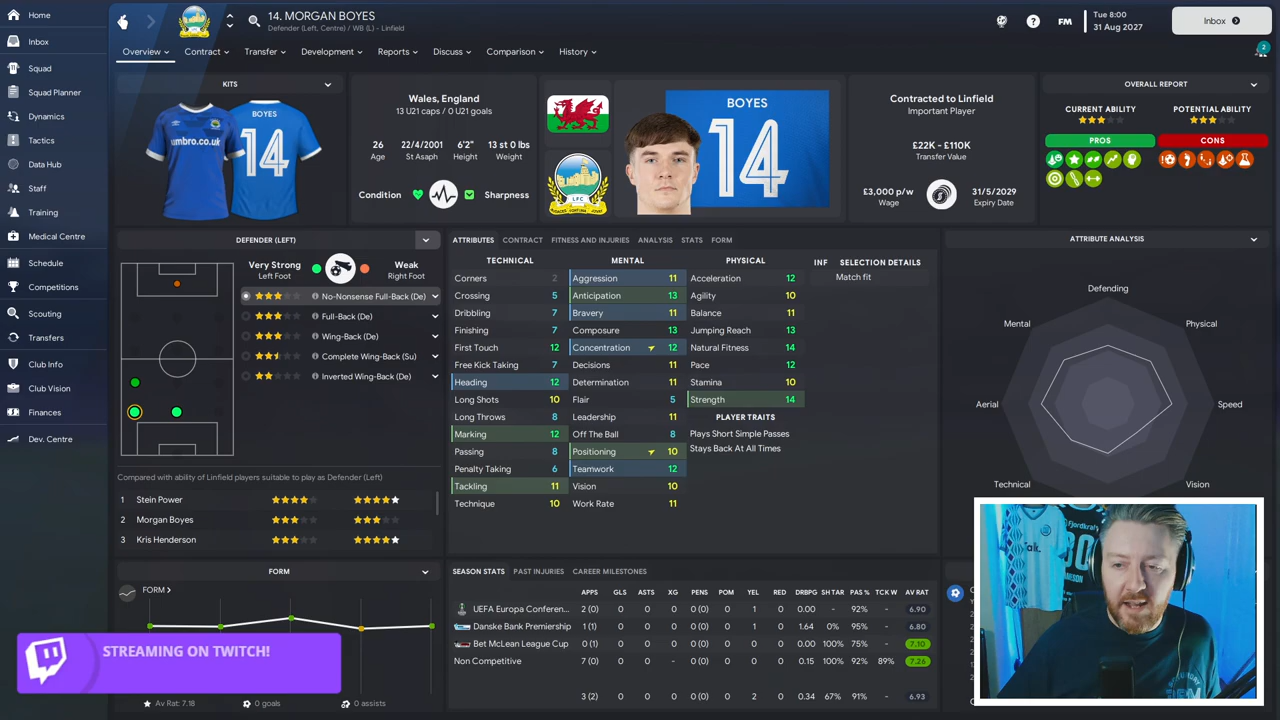 Home
Inbox
Squad
Squad Planner
Dynamics
Tactics
Data Hub
Staff
Training
Medical Centre
Schedule
Competitions
Scouting
Transfers
Club Info
Club Vision
Finances
Dev. Centre
14. MORGAN BOYES
Defender (Left, Centre) / WB (L) - Linfield
FM
Tue 8:00
31 Aug 2027
Inbox
Overview
Contract
Transfer
Development
Reports
Discuss
Comparison
History
2
KITS
BOYES
14
umbro.co.uk
Wales, England
13 U21 caps / 0 U21 goals
26 22/4/2001 6'2" 13 st 0 lbs
Age St Asaph Height Weight
Condition Sharpness
LFC
BOYES
14
Contracted to Linfield
Important Player
£22K - £110K
Transfer Value
£3,000 p/w
Wage
31/5/2029
Expiry Date
OVERALL REPORT
CURRENT ABILITY POTENTIAL ABILITY
PROS CONS
DEFENDER (LEFT)
Very Strong Weak
Left Foot Right Foot
No-Nonsense Full-Back (De)
Full-Back (De)
Wing-Back (De)
Complete Wing-Back (Su)
Inverted Wing-Back (De)
Compared with ability of Linfield players suitable to play as Defender (Left)
1 Stein Power
2 Morgan Boyes
3 Kris Henderson
ATTRIBUTES CONTRACT FITNESS AND INJURIES ANALYSIS STATS FORM
TECHNICAL
Corners 2
Crossing 5
Dribbling 7
Finishing 7
First Touch 12
Free Kick Taking 7
Heading 12
Long Shots 10
Long Throws 8
Marking 12
Passing 8
Penalty Taking 6
Tackling 11
Technique 10
MENTAL
Aggression 11
Anticipation 13
Bravery 11
Composure 13
Concentration 12
Decisions 11
Determination 11
Flair 5
Leadership 11
Off The Ball 8
Positioning 10
Teamwork 12
Vision 10
Work Rate 11
PHYSICAL
Acceleration 12
Agility 10
Balance 11
Jumping Reach 13
Natural Fitness 14
Pace 12
Stamina 10
Strength 14
PLAYER TRAITS
Plays Short Simple Passes
Stays Back At All Times
INF SELECTION DETAILS
Match fit
ATTRIBUTE ANALYSIS
Defending
Mental Physical
Aerial Speed
Technical Vision
FORM
FORM
Av Rat: 7.18 0 goals 0 assists
STREAMING ON TWITCH!
SEASON STATS PAST INJURIES CAREER MILESTONES
APPS GLS ASTS XG PENS POM YEL RED DRBPG SH TAR PAS % TCK W AV RAT
UEFA Europa Conferen... 2 (0) 0 0 0 0 (0) 0 1 0 0.00 - 92% - 6.90
Danske Bank Premiership 1 (1) 0 0 0 0 (0) 0 1 0 1.64 0% 95% - 6.80
Bet McLean League Cup 0 (1) 0 0 0 0 (0) 0 0 0 0.00 100% 75% - 7.10
Non Competitive 7 (0) 0 0 - 0 (0) 0 0 0 0.15 100% 92% 89% 7.26
3 (2) 0 0 0 0 (0) 0 2 0 0.34 67% 91% - 6.93